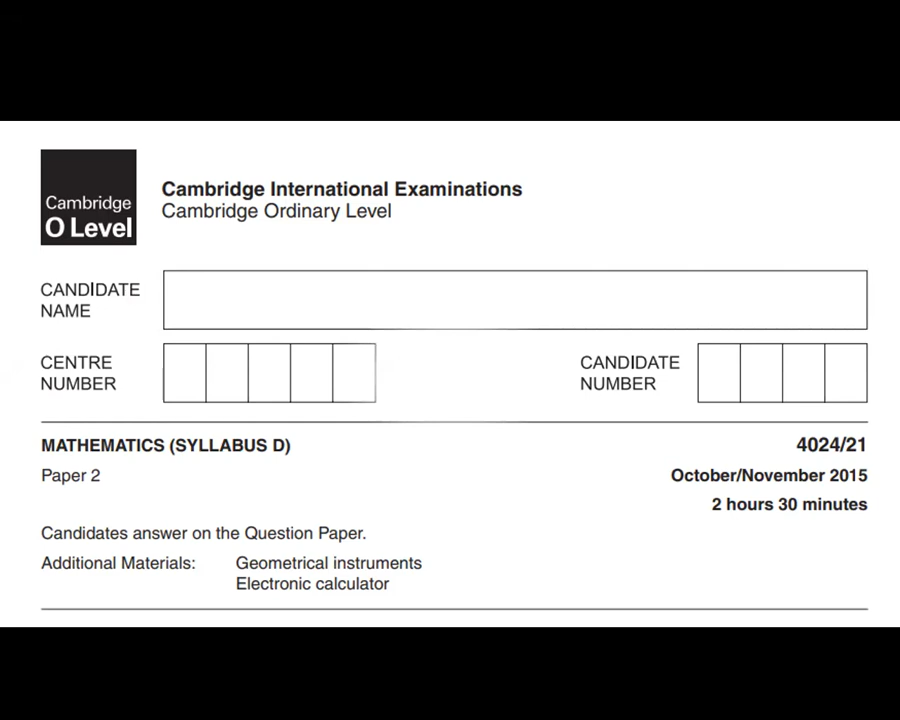 Cambridge
O Level
Cambridge International Examinations
Cambridge Ordinary Level
CANDIDATE
NAME
CENTRE
NUMBER
CANDIDATE
NUMBER
MATHEMATICS (SYLLABUS D) 4024/21
Paper 2 October/November 2015
2 hours 30 minutes
Candidates answer on the Question Paper.
Additional Materials: Geometrical instruments
Electronic calculator